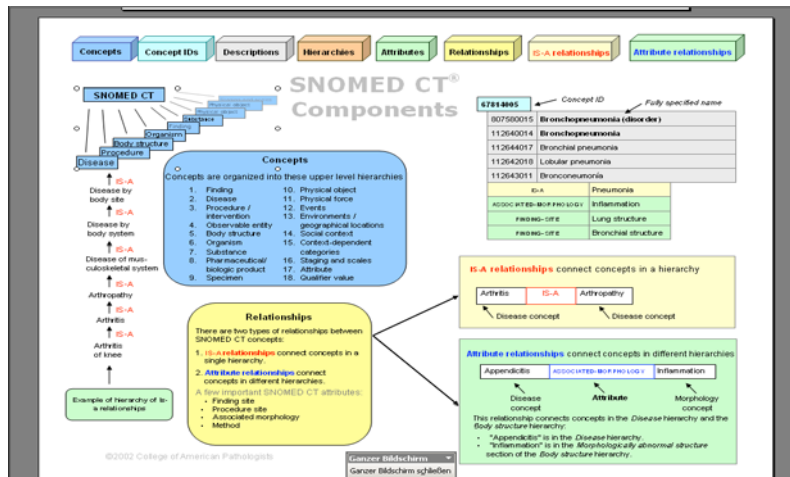 Concepts
Concept IDs
Descriptions
Hierarchies
Attributes
Relationships
IS-A relationships
Attribute relationships
SNOMED CT®
Components
SNOMED CT
Physical object
Substance
Finding
Organism
Body structure
Procedure
Disease
IS-A
Disease by
body site
IS-A
Disease by
body system
IS-A
Disease of mus-
culoskeletal system
IS-A
Arthropathy
IS-A
Arthritis
IS-A
Arthritis
of knee
Example of hierarchy of Is-
a relationships
Concepts
Concepts are organized into these upper level hierarchies
1. Finding
2. Disease
3. Procedure /
intervention
4. Observable entity
5. Body structure
6. Organism
7. Substance
8. Pharmaceutical/
biologic product
9. Specimen
10. Physical object
11. Physical force
12. Events
13. Environments /
geographical locations
14. Social context
15. Context-dependent
categories
16. Staging and scales
17. Attribute
18. Qualifier value
Relationships
There are two types of relationships between
SNOMED CT concepts:
1. IS-A relationships connect concepts in a
single hierarchy.
2. Attribute relationships connect
concepts in different hierarchies.
A few important SNOMED CT attributes:
• Finding site
• Procedure site
• Associated morphology
• Method
67814005
Concept ID
Fully specified name
807580015 Bronchopneumonia (disorder)
112640014 Bronchopneumonia
112644017 Bronchial pneumonia
112642018 Lobular pneumonia
112643011 Bronconeumonía
IS-A Pneumonia
ASSOCIATED-MORPHOLOGY Inflammation
FINDING-SITE Lung structure
FINDING-SITE Bronchial structure
IS-A relationships connect concepts in a hierarchy
Arthritis IS-A Arthropathy
Disease concept Disease concept
Attribute relationships connect concepts in different hierarchies
Appendicitis ASSOCIATED-MORPHOLOGY Inflammation
Disease
concept
Attribute
Morphology
concept
This relationship connects concepts in the Disease hierarchy and the
Body structure hierarchy:
• "Appendicitis" is in the Disease hierarchy.
• "Inflammation" is in the Morphologically abnormal structure
section of the Body structure hierarchy.
©2002 College of American Pathologists
Ganzer Bildschirm
Ganzer Bildschirm schließen